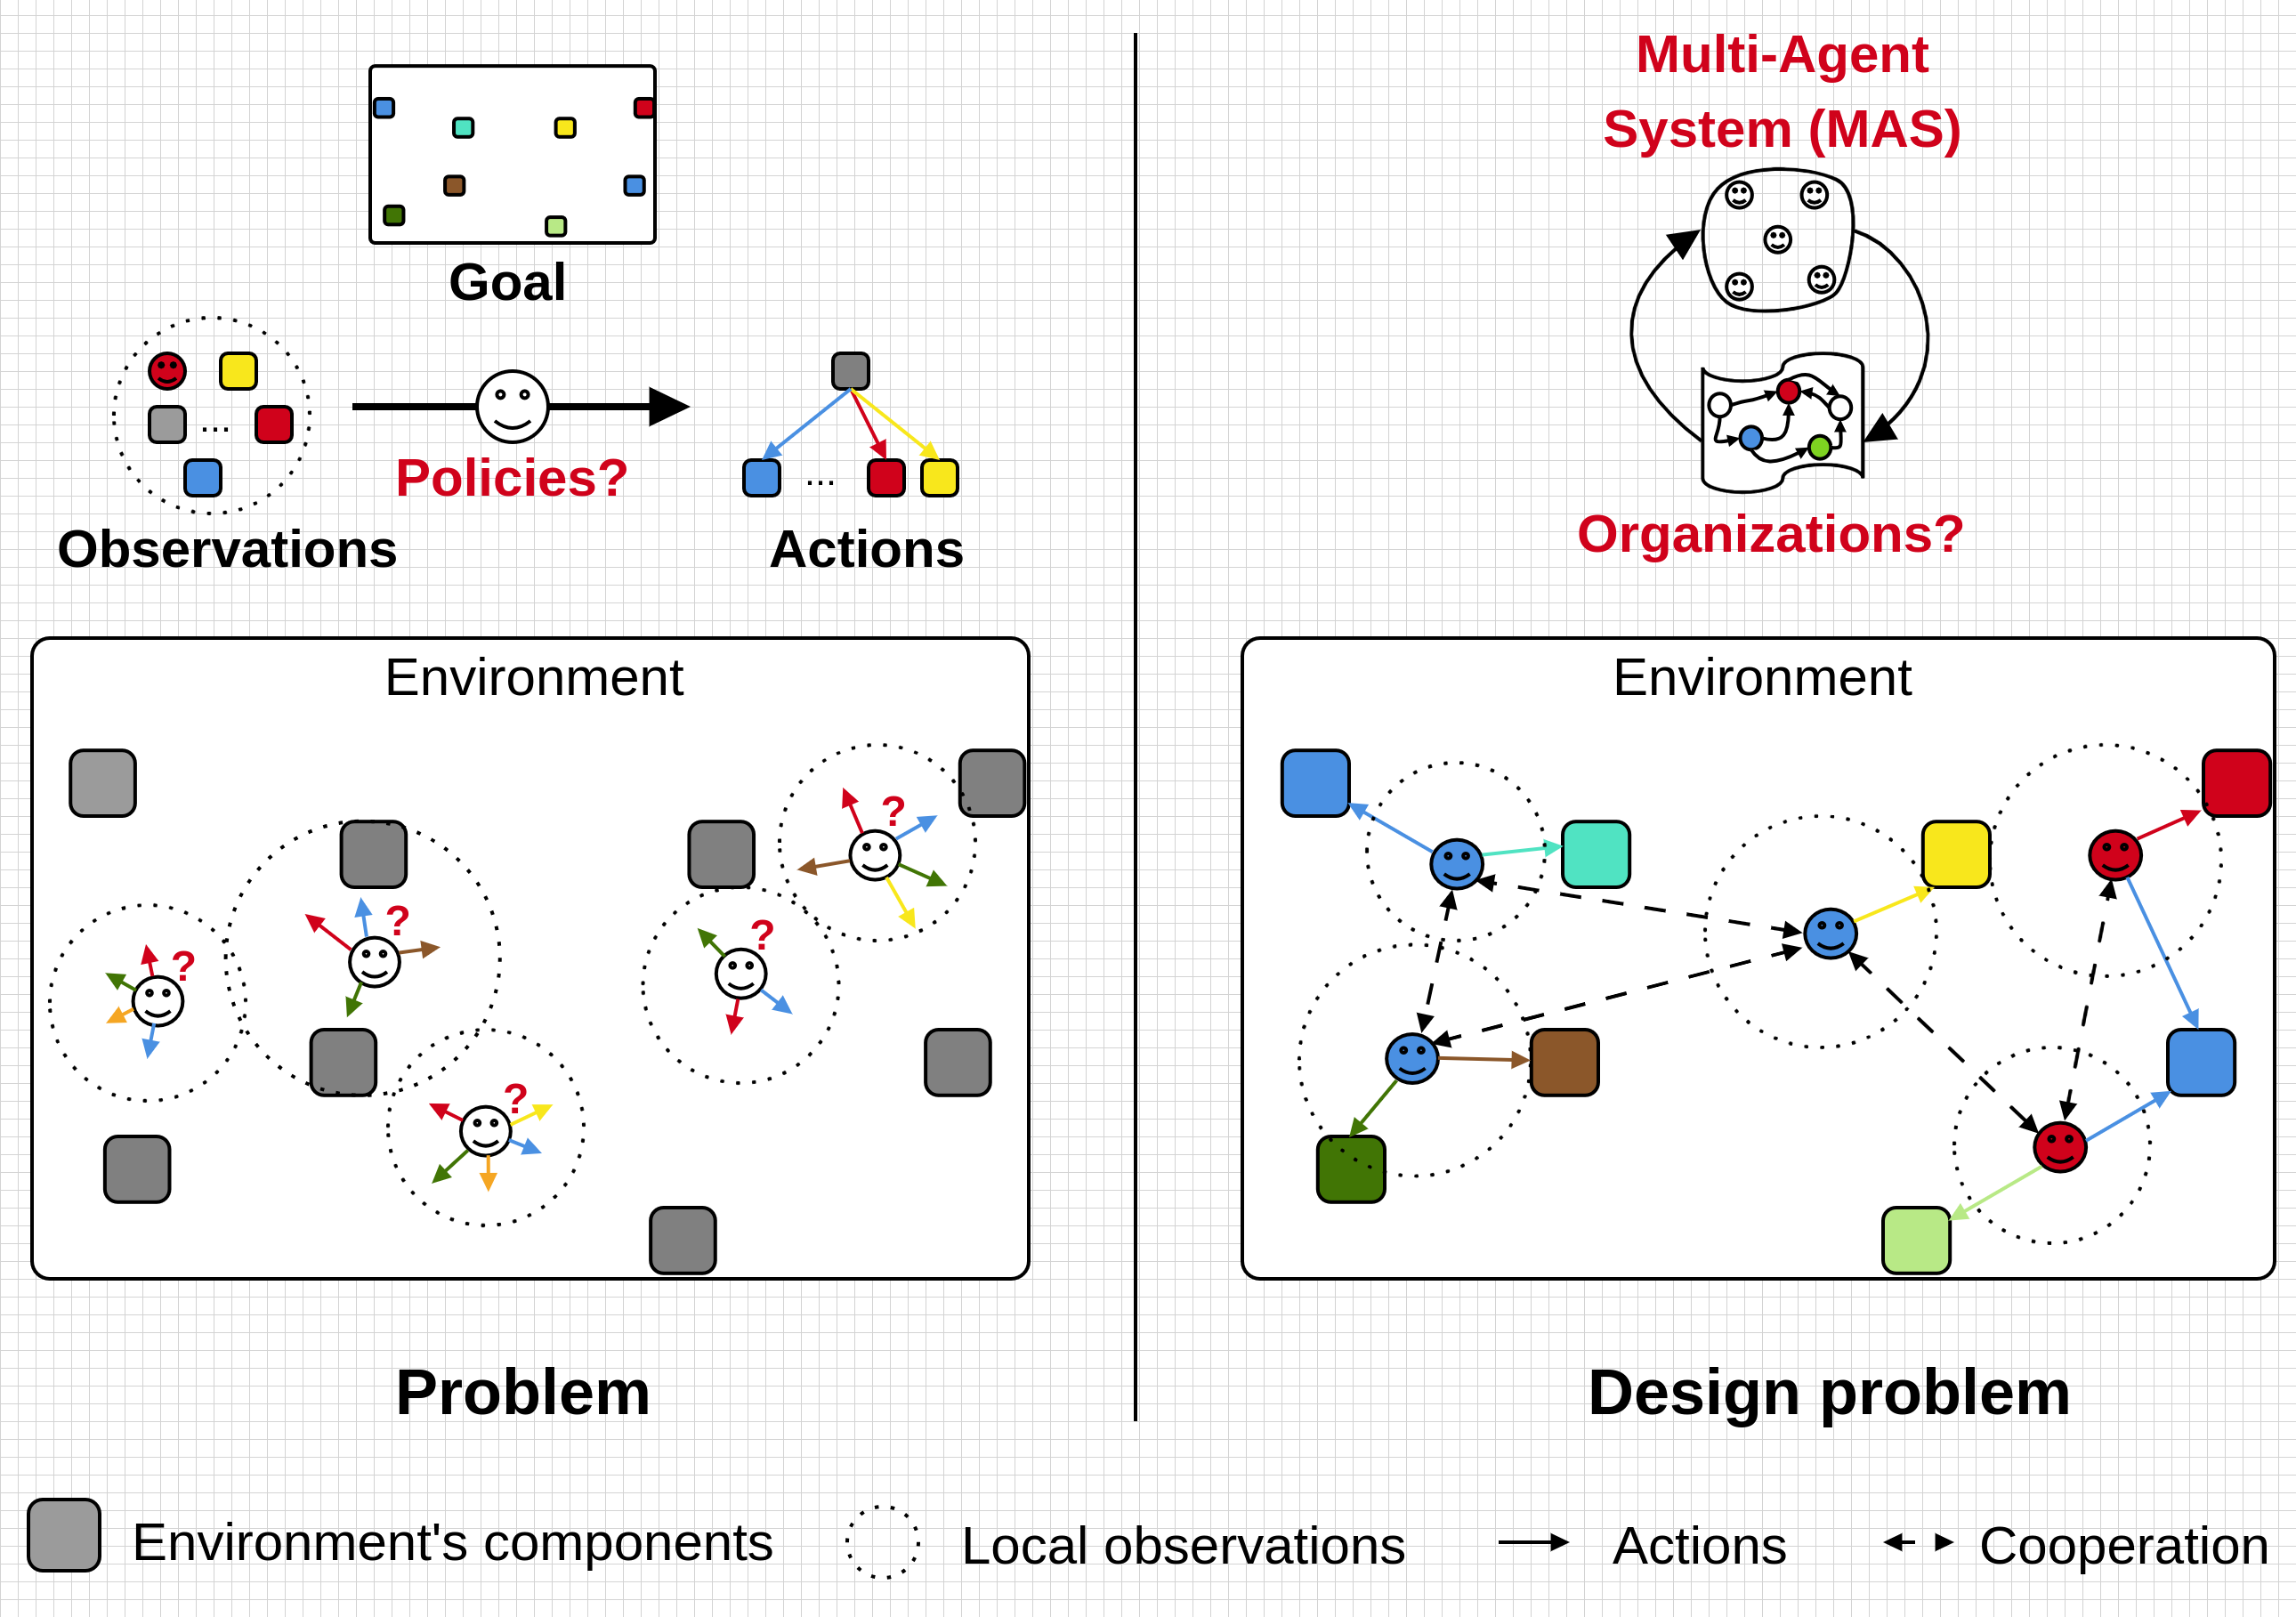 Goal
...
Policies?
...
Observations
Actions
Environment
?
?
?
?
?
Problem
Multi-Agent
System (MAS)
Organizations?
Environment
Design problem
Environment's components
Local observations
Actions
Cooperation